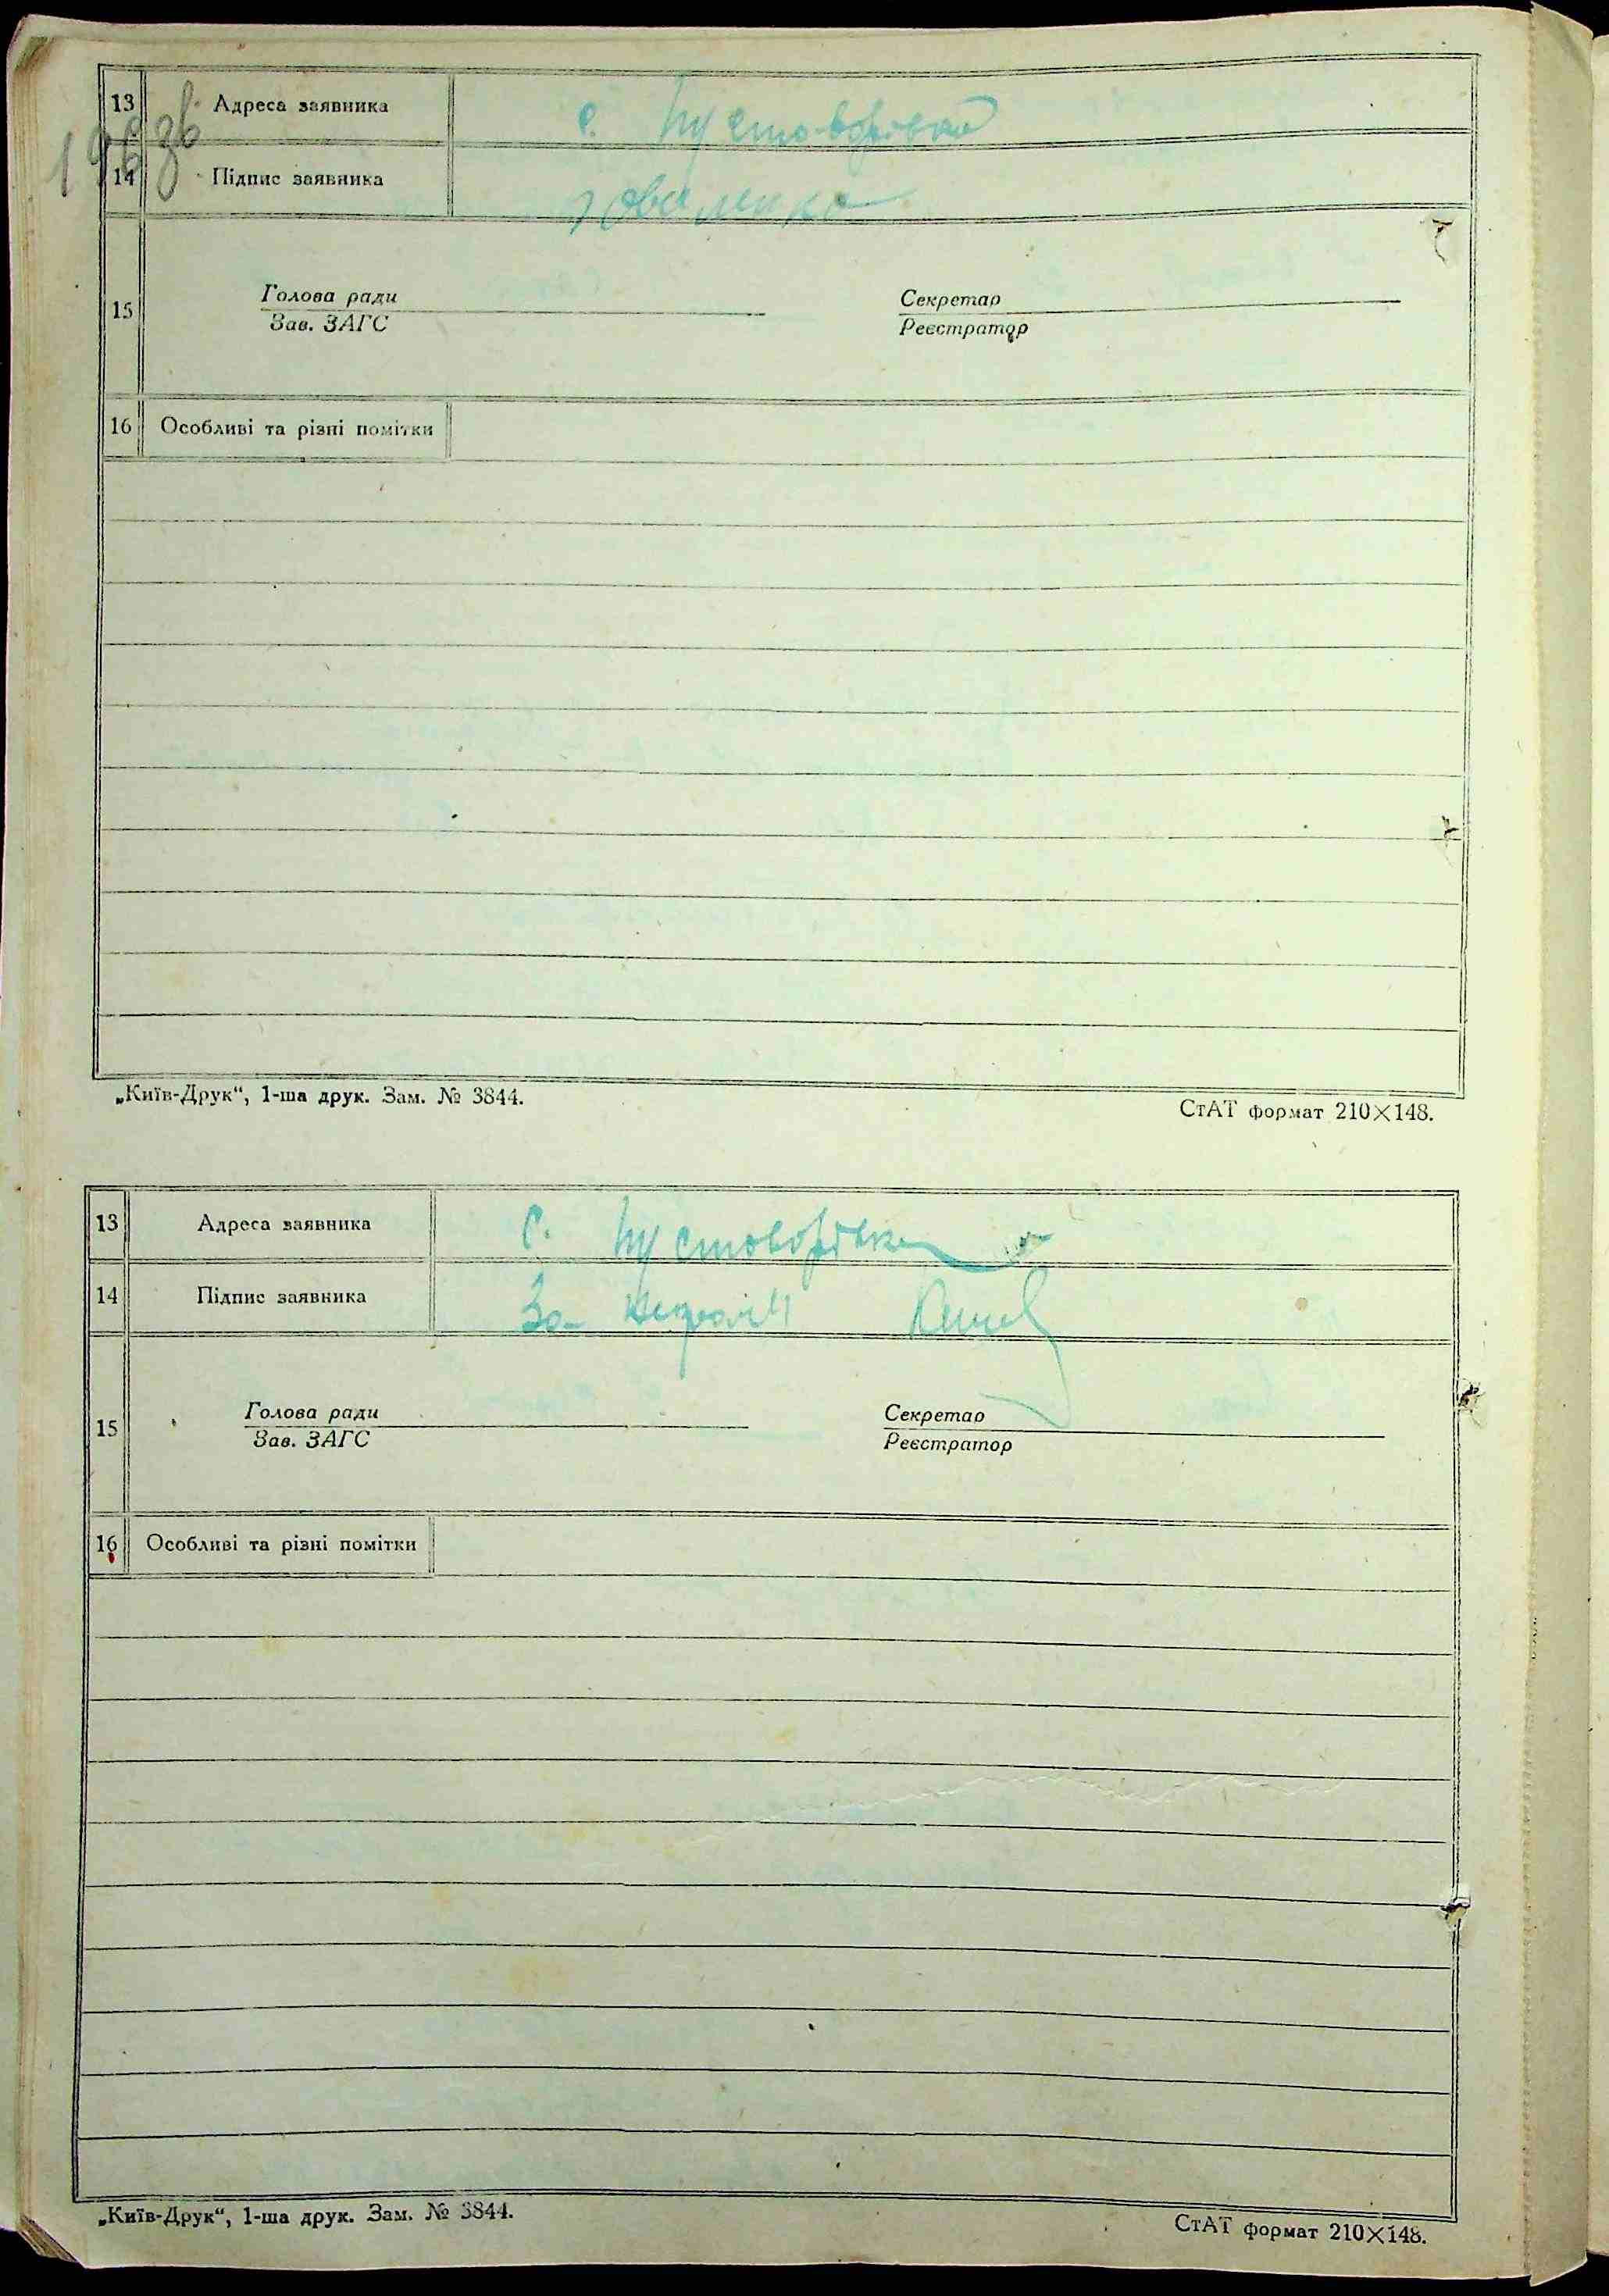 13 Адреса заявника с. Пустоворівка
14 Підпис заявника
15 Голова ради Секретар
Зав. ЗАГС Реєстратор
16 Особливі та різні помітки
„Київ-Друк“, 1-ша друк. Зам. № 3844. СтАТ формат 210×148.
13 Адреса заявника с. Пустоворівка
14 Підпис заявника За
15 Голова ради Секретар
Зав. ЗАГС Реєстратор
16 Особливі та різні помітки
„Київ-Друк“, 1-ша друк. Зам. № 3844. СтАТ формат 210×148.